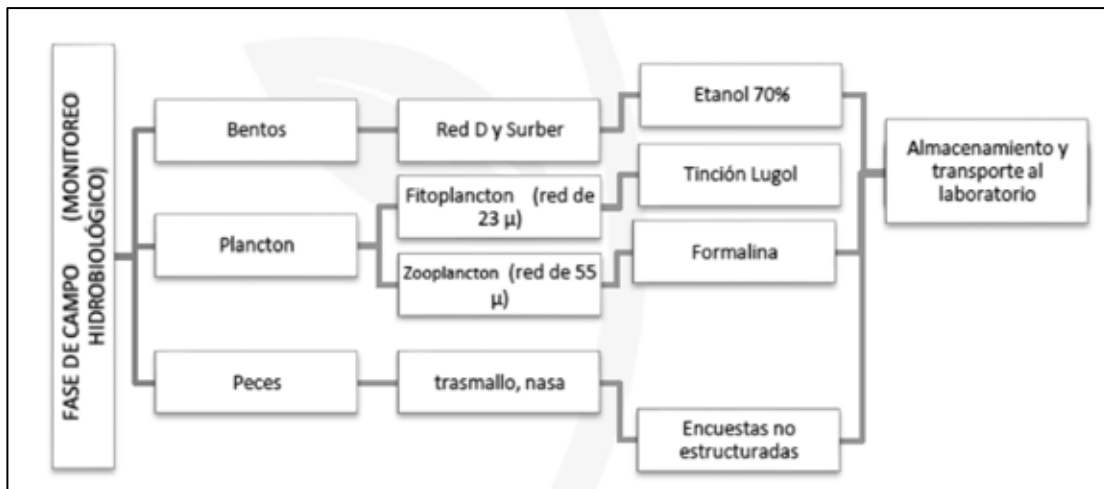 FASE DE CAMPO (MONITOREO
HIDROBIOLÓGICO)
Bentos
Red D y Surber
Etanol 70%
Plancton
Fitoplancton (red de
23 μ)
Tinción Lugol
Zooplancton (red de 55
μ)
Formalina
Peces
trasmallo, nasa
Encuestas no
estructuradas
Almacenamiento y
transporte al
laboratorio